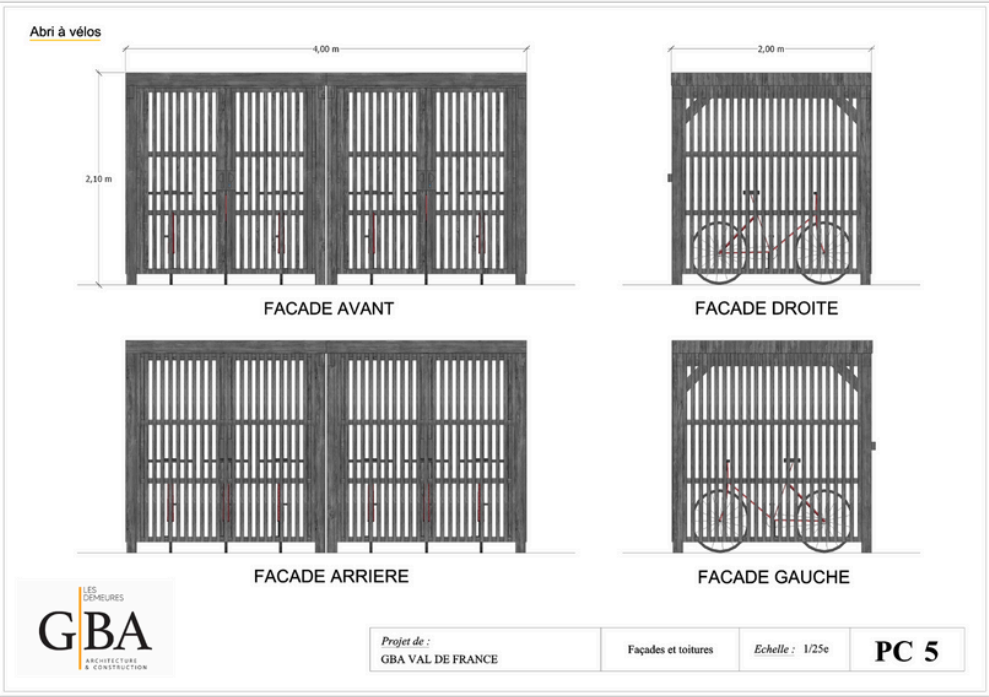 Abri à vélos
4,00 m
2,00 m
2,10 m
FACADE AVANT
FACADE DROITE
FACADE ARRIERE
FACADE GAUCHE
LES
DEMEURES
GBA
ARCHITECTURE
& CONSTRUCTION
Projet de :
GBA VAL DE FRANCE
Façades et toitures
Echelle : 1/25e
PC 5